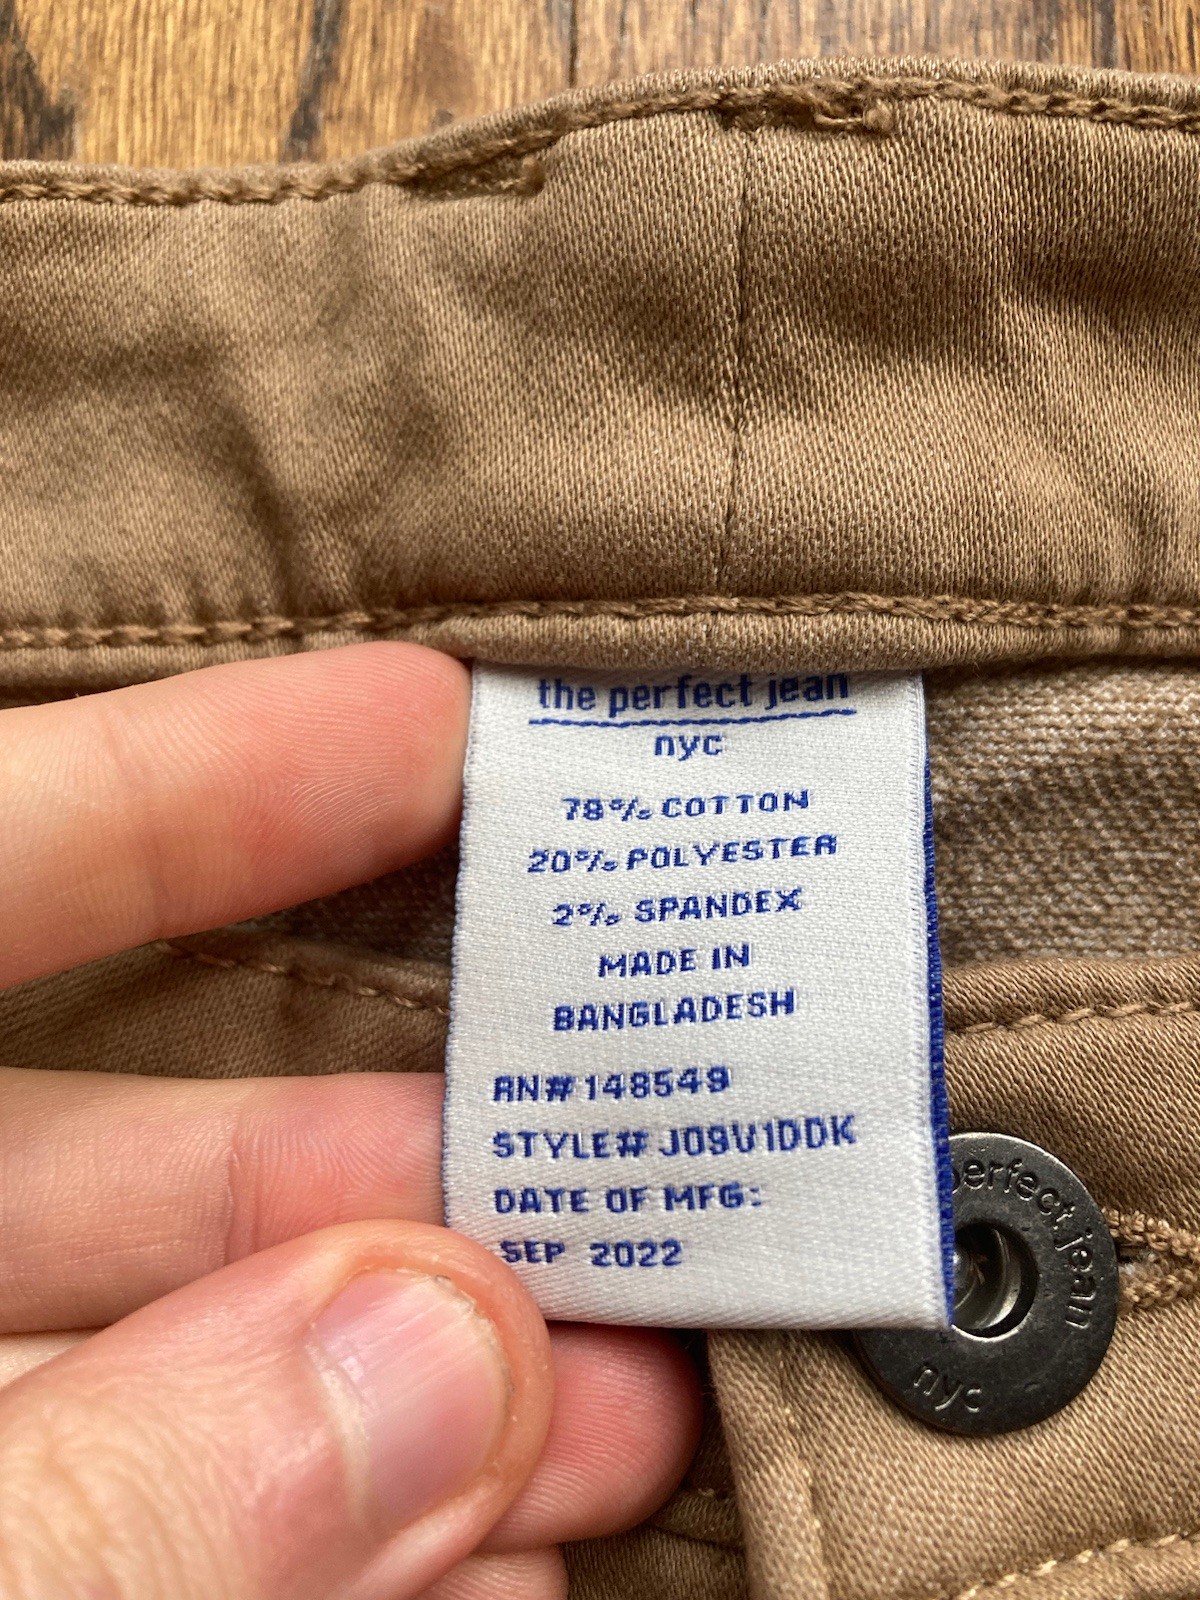 the perfect jean
nyc
78% COTTON
20% POLYESTER
2% SPANDEX
MADE IN
BANGLADESH
RN# 148549
STYLE# J09V1DDK
DATE OF MFG:
SEP 2022
perfect jean
nyc